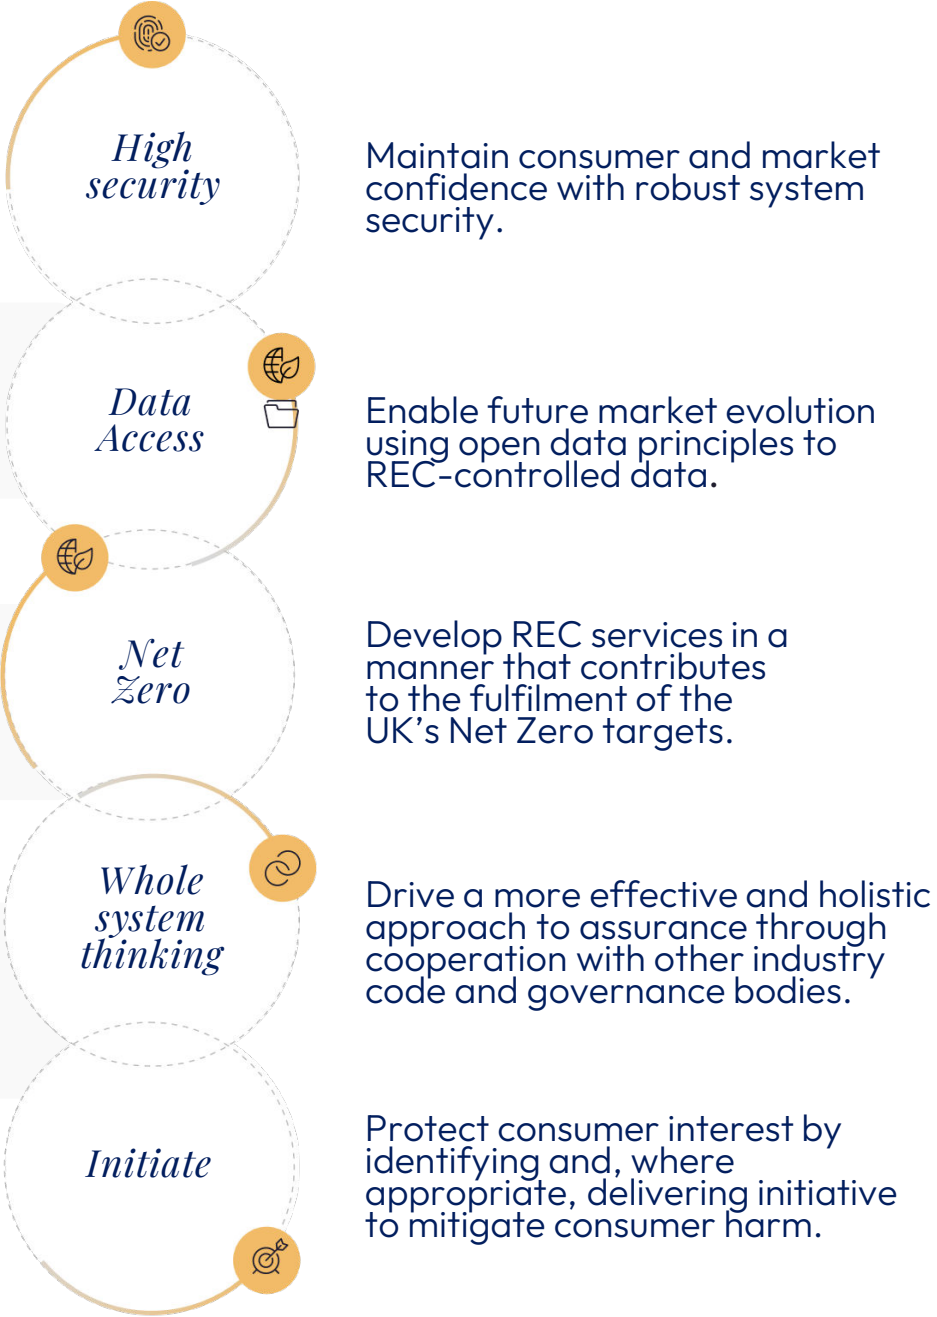 High
security
Maintain consumer and market
confidence with robust system
security.
Data
Access
Enable future market evolution
using open data principles to
REC-controlled data.
Net
Zero
Develop REC services in a
manner that contributes
to the fulfilment of the
UK's Net Zero targets.
Whole
system
thinking
Drive a more effective and holistic
approach to assurance through
cooperation with other industry
code and governance bodies.
Initiate
Protect consumer interest by
identifying and, where
appropriate, delivering initiative
to mitigate consumer harm.